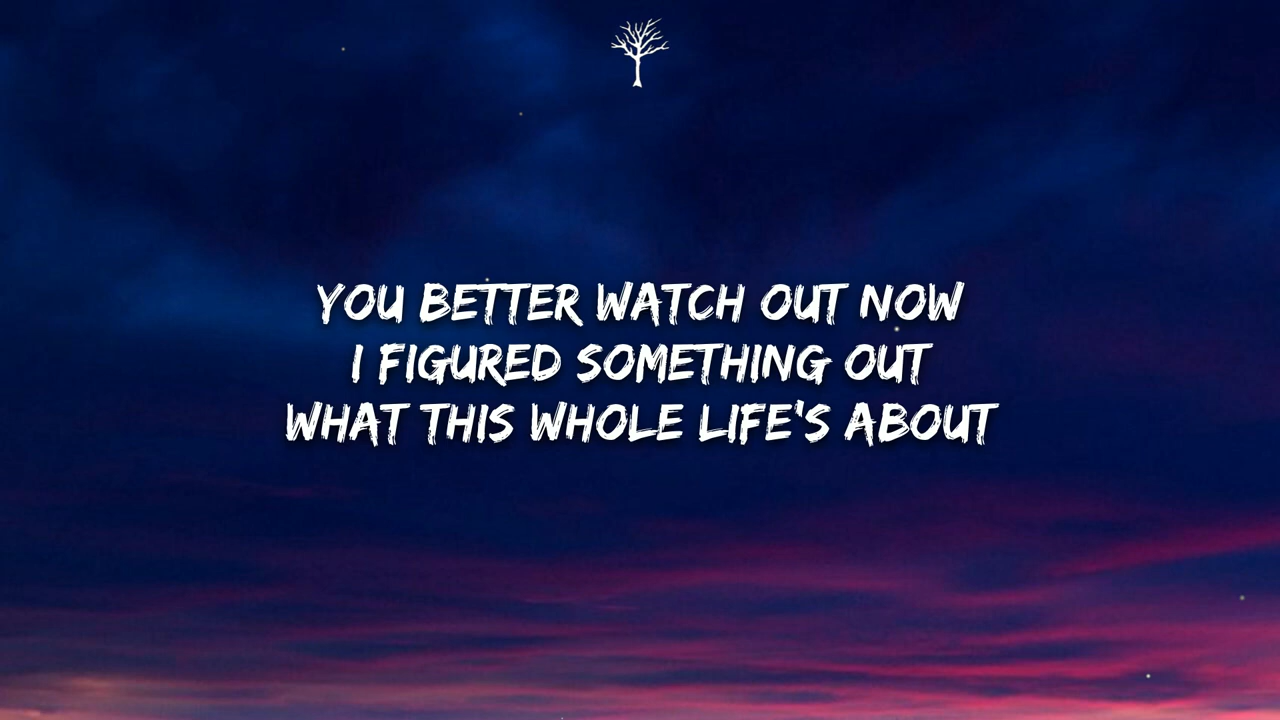 YOU BETTER WATCH OUT NOW
I FIGURED SOMETHING OUT
WHAT THIS WHOLE LIFE'S ABOUT